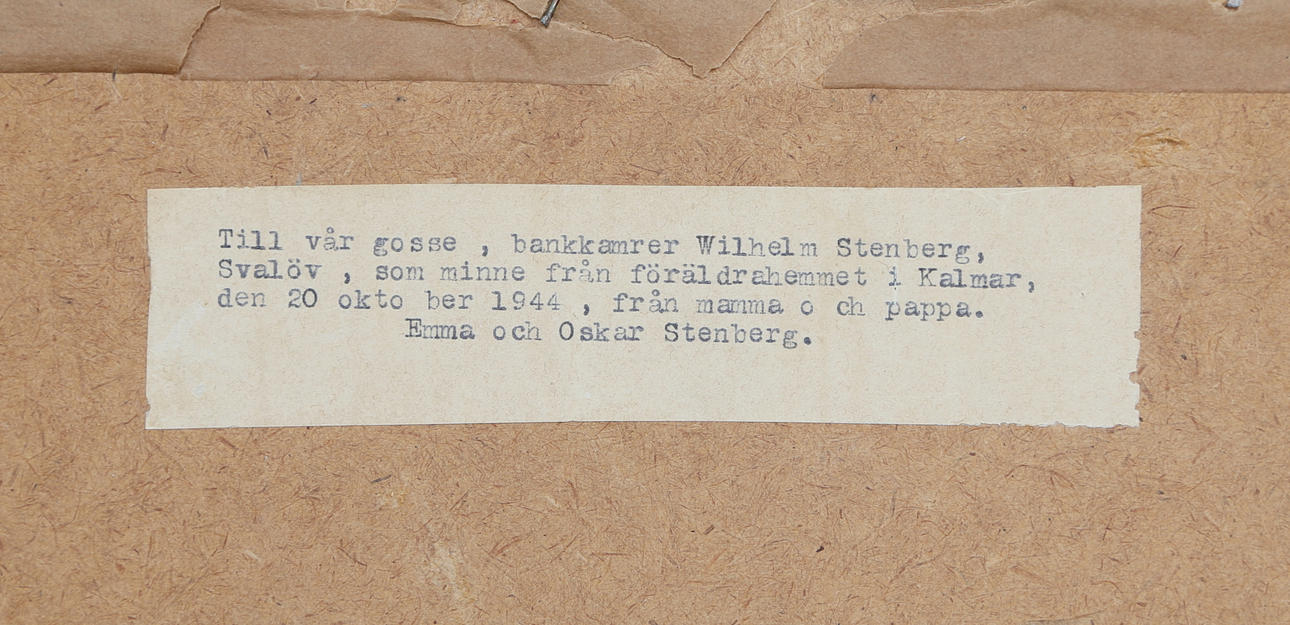 Till vår gosse , bankkamrer Wilhelm Stenberg,
Svalöv , som minne från föräldrahemmet i Kalmar,
den 20 okto ber 1944 , från mamma o ch pappa.
Emma och Oskar Stenberg.